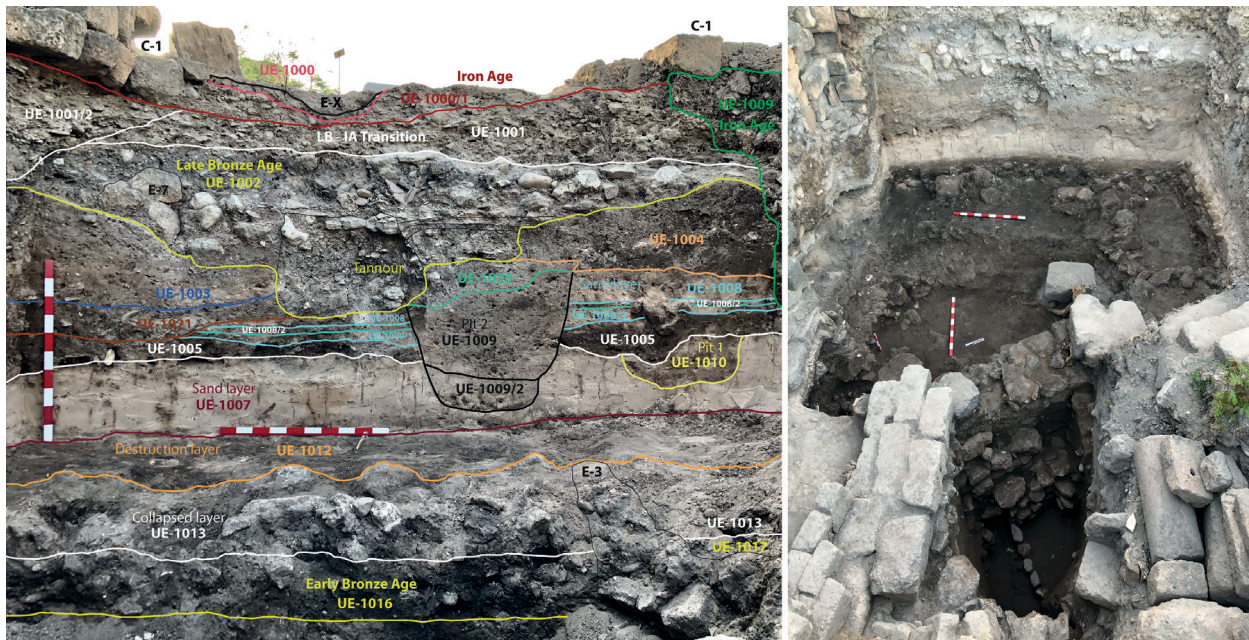 C-1
C-1
UE-1000
Iron Age
E-X
UE-1000/1
UE-1009
Iron Age
UE-1001/2
LB - IA Transition
UE-1001
Late Bronze Age
UE-1002
E-7
UE-1004
Tannour
UE-1020
Sand layer
UE-1008
UE-1008/2
UE-1003
UE-1021
UE-1008
UE-1008/2
Pit 2
UE-1009
UE-1005
UE-1005
Pit 1
UE-1010
Sand layer
UE-1007
UE-1009/2
Destruction layer
UE-1012
E-3
Collapsed layer
UE-1013
UE-1013
UE-1017
Early Bronze Age
UE-1016